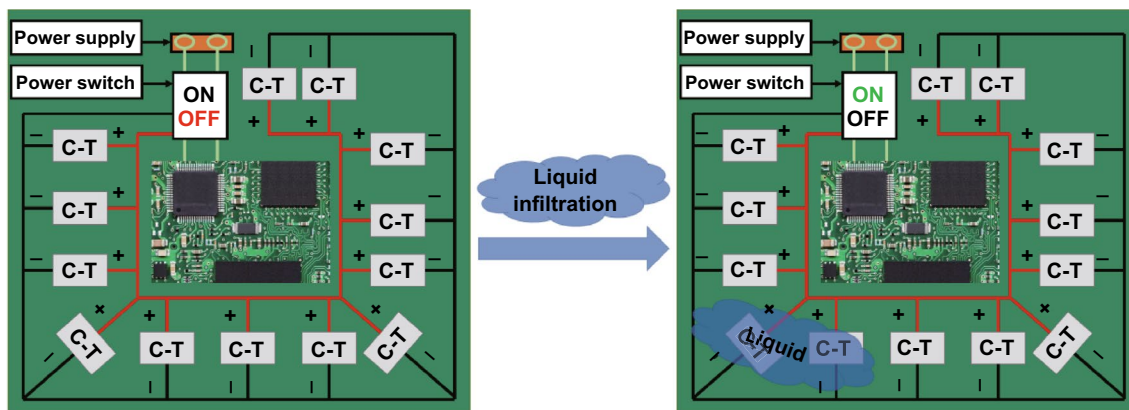 Power supply
Power switch
ON
OFF
C-T
C-T
C-T
C-T
C-T
C-T
C-T
C-T
C-T
C-T
C-T
C-T
C-T
− − + + − + + − − + + − − + + − + + + + + − − − − −
Liquid
infiltration
Power supply
Power switch
ON
OFF
C-T
C-T
C-T
C-T
C-T
C-T
C-T
C-T
C-T
C-T
C-T
C-T
C-T
Liquid
− − + + − + + − − + + − − + + − + + + + + − − − − −